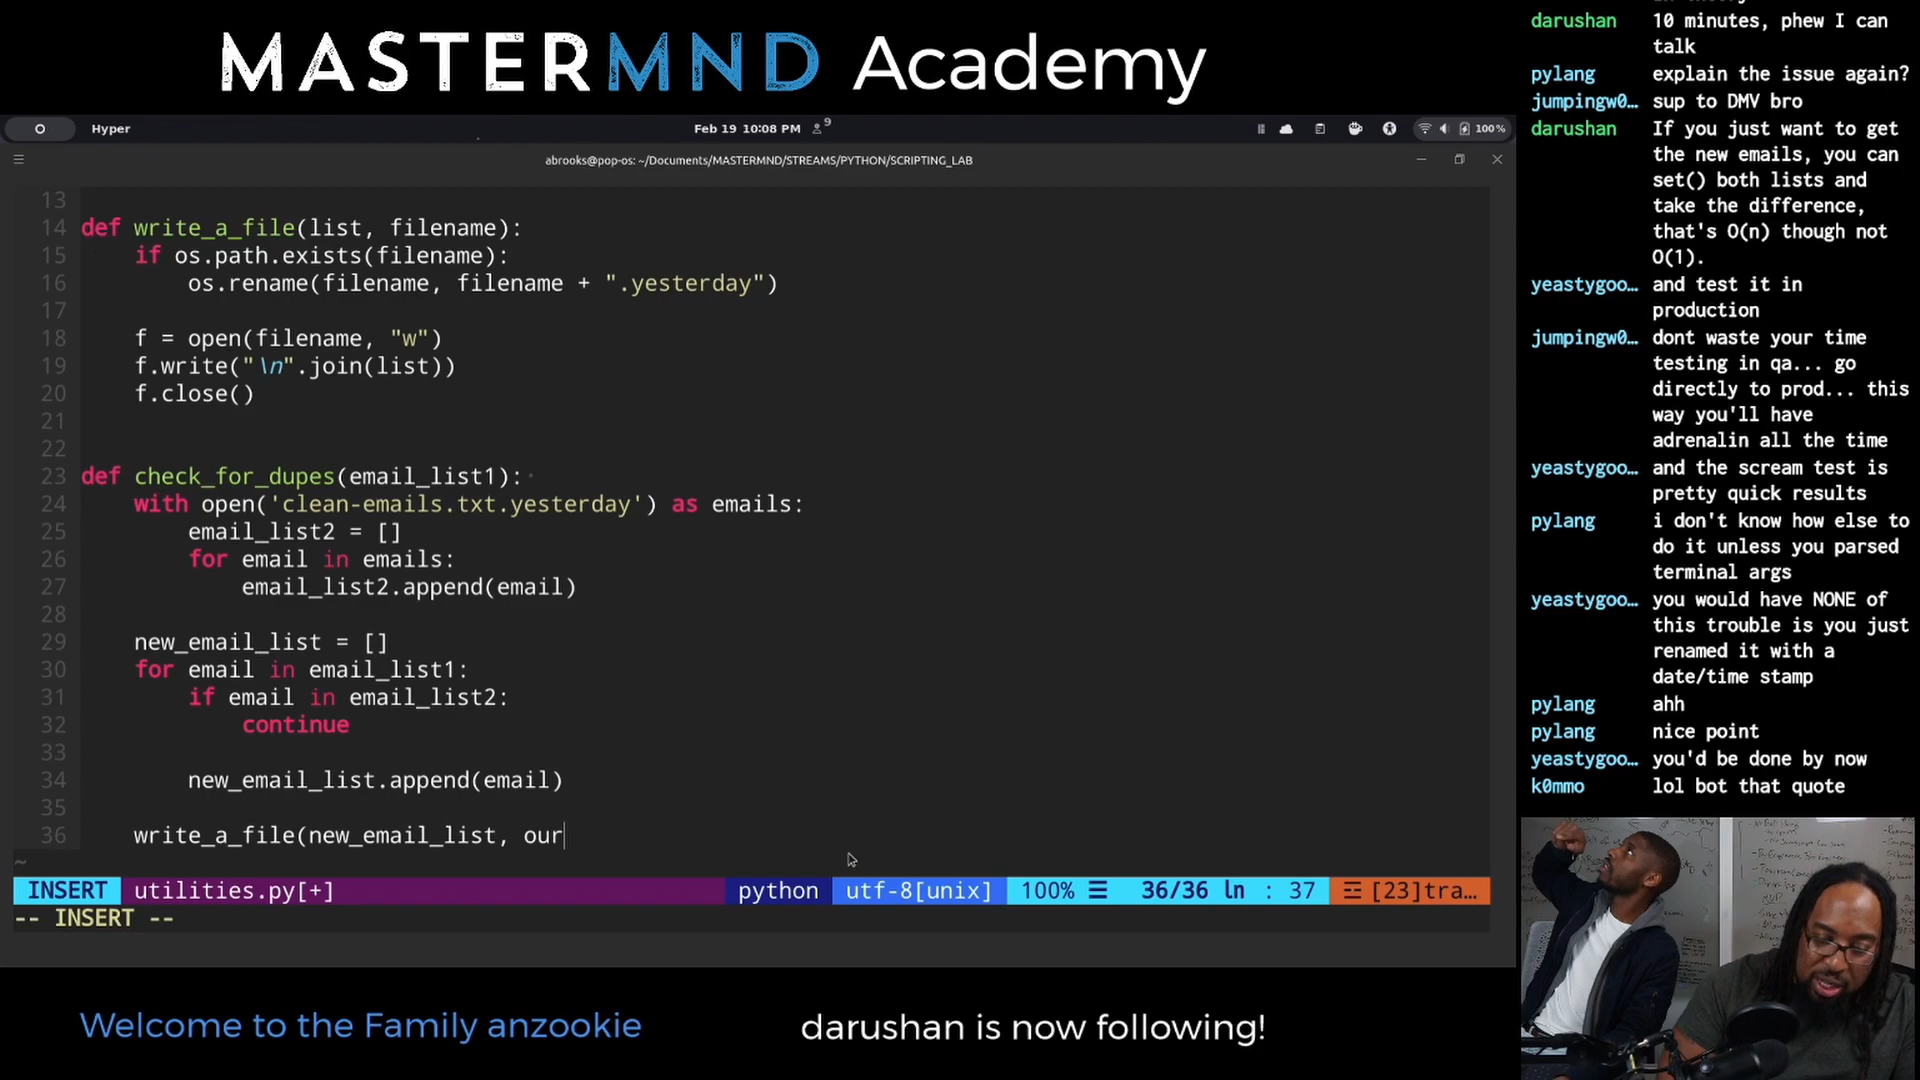 MASTERMND Academy
Hyper
Feb 19 10:08 PM
9
100%
abrooks@pop-os: ~/Documents/MASTERMND/STREAMS/PYTHON/SCRIPTING_LAB
13
14 def write_a_file(list, filename):
15     if os.path.exists(filename):
16         os.rename(filename, filename + ".yesterday")
17
18     f = open(filename, "w")
19     f.write("\n".join(list))
20     f.close()
21
22
23 def check_for_dupes(email_list1):
24     with open('clean-emails.txt.yesterday') as emails:
25         email_list2 = []
26         for email in emails:
27             email_list2.append(email)
28
29     new_email_list = []
30     for email in email_list1:
31         if email in email_list2:
32             continue
33
34         new_email_list.append(email)
35
36     write_a_file(new_email_list, our
~
INSERT utilities.py[+] python utf-8[unix] 100% ☰ 36/36 ln : 37 ☲ [23]tra…
-- INSERT --
darushan 10 minutes, phew I can
talk
pylang explain the issue again?
jumpingw0… sup to DMV bro
darushan If you just want to get
the new emails, you can
set() both lists and
take the difference,
that's O(n) though not
O(1).
yeastygoo… and test it in
production
jumpingw0… dont waste your time
testing in qa... go
directly to prod... this
way you'll have
adrenalin all the time
yeastygoo… and the scream test is
pretty quick results
pylang i don't know how else to
do it unless you parsed
terminal args
yeastygoo… you would have NONE of
this trouble is you just
renamed it with a
date/time stamp
pylang ahh
pylang nice point
yeastygoo… you'd be done by now
k0mmo lol bot that quote
Welcome to the Family anzookie
darushan is now following!